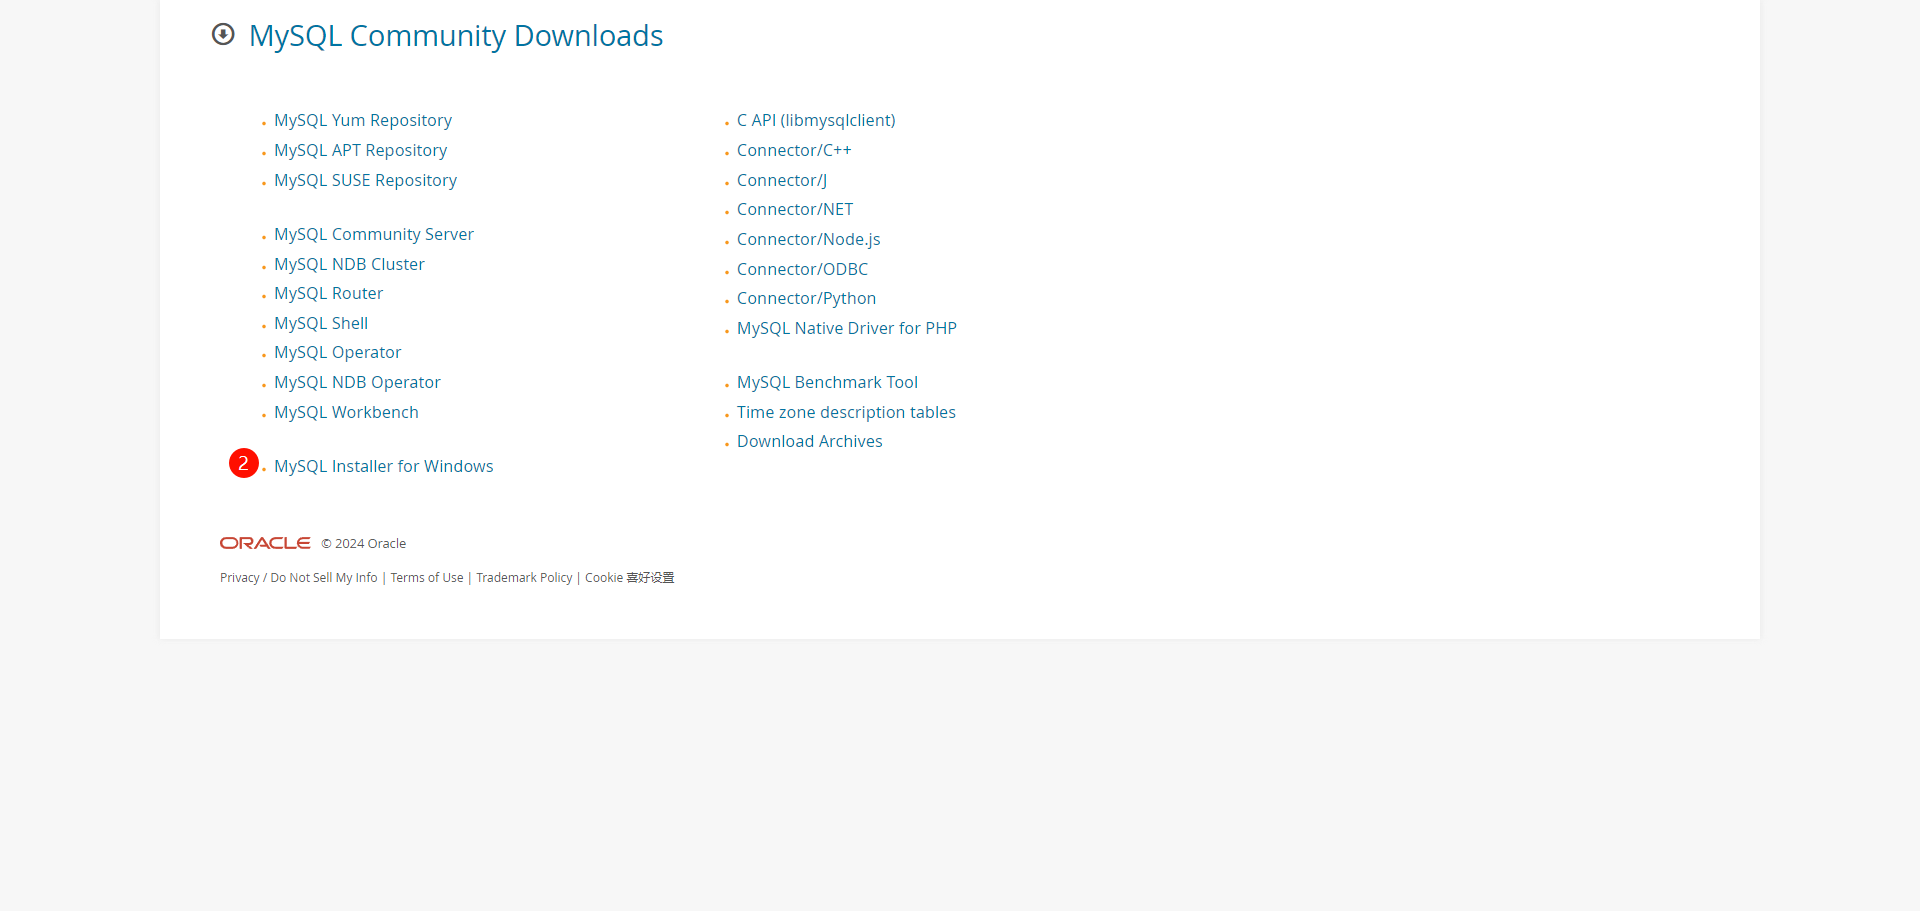 MySQL Community Downloads
MySQL Yum Repository
MySQL APT Repository
MySQL SUSE Repository
MySQL Community Server
MySQL NDB Cluster
MySQL Router
MySQL Shell
MySQL Operator
MySQL NDB Operator
MySQL Workbench
2 MySQL Installer for Windows
C API (libmysqlclient)
Connector/C++
Connector/J
Connector/NET
Connector/Node.js
Connector/ODBC
Connector/Python
MySQL Native Driver for PHP
MySQL Benchmark Tool
Time zone description tables
Download Archives
ORACLE © 2024 Oracle
Privacy / Do Not Sell My Info | Terms of Use | Trademark Policy | Cookie 喜好设置